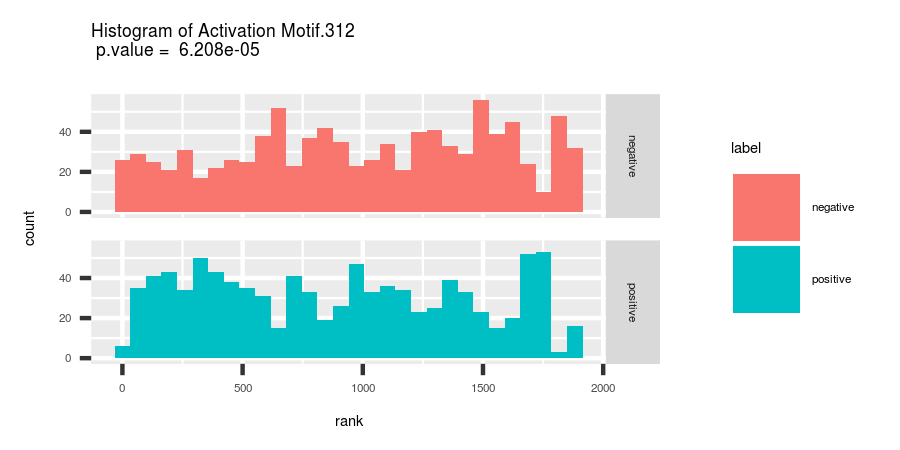 Histogram of Activation Motif.312
p.value =  6.208e-05
count
40
20
0
negative
40
20
0
positive
0
500
1000
1500
2000
rank
label
negative
positive